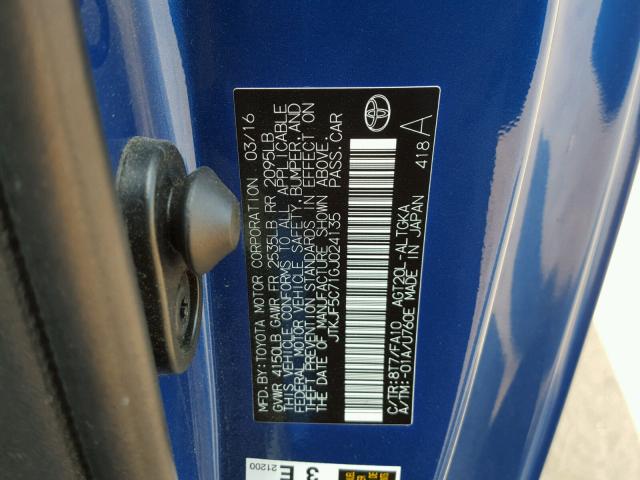 MFD. BY: TOYOTA MOTOR CORPORATION 03/16
GVWR 4150LB GAWR FR 2535LB RR 2095LB
THIS VEHICLE CONFORMS TO ALL APPLICABLE
FEDERAL MOTOR VEHICLE SAFETY, BUMPER, AND
THEFT PREVENTION STANDARDS IN EFFECT ON
THE DATE OF MANUFACTURE SHOWN ABOVE.
JTKJF5C71GJ024135 PASS. CAR
C/TR: 8T7/FA10 AGT20L-ALTGKA
A/TM: -01A/U760E MADE IN JAPAN
418 A
21200